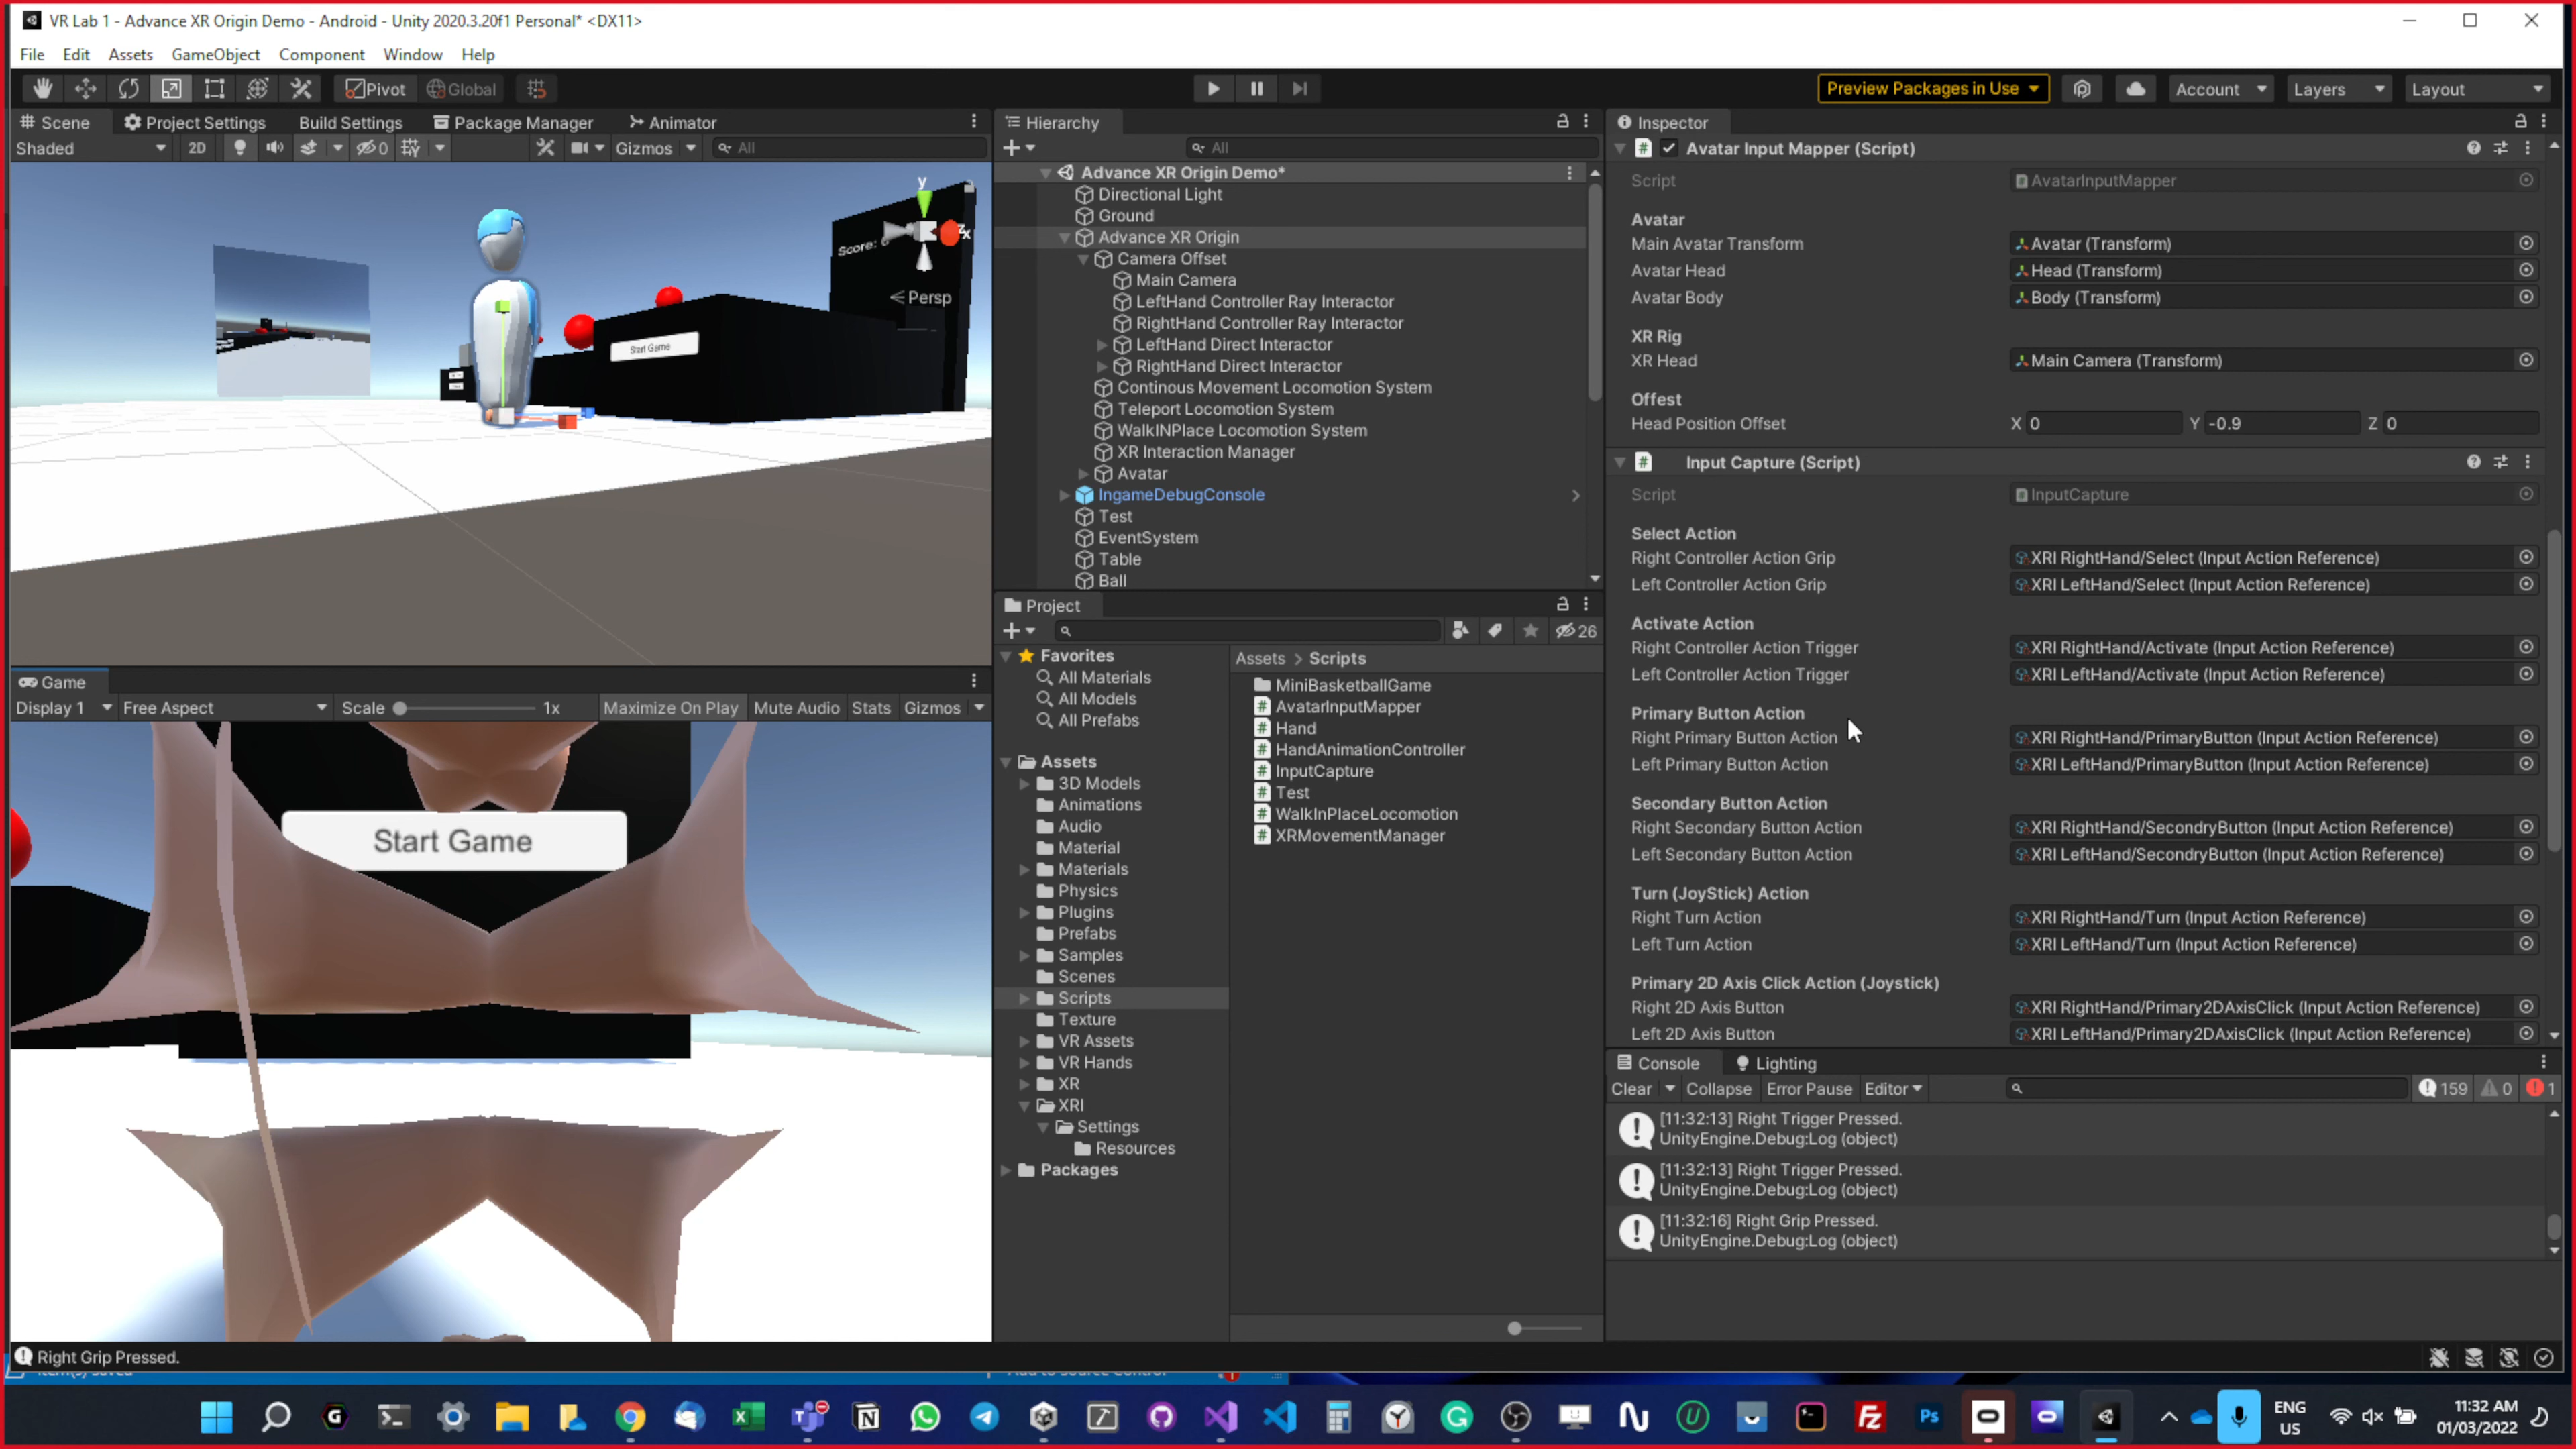 VR Lab 1 - Advance XR Origin Demo - Android - Unity 2020.3.20f1 Personal* <DX11>
File Edit Assets GameObject Component Window Help
Pivot Global
Preview Packages in Use
Account Layers Layout
Scene Project Settings Build Settings Package Manager Animator
Shaded 2D 0 Gizmos All
y
x
Persp
Score:
Start Game
Game
Display 1 Free Aspect Scale 1x Maximize On Play Mute Audio Stats Gizmos
Start Game
Hierarchy
All
Advance XR Origin Demo*
Directional Light
Ground
Advance XR Origin
Camera Offset
Main Camera
LeftHand Controller Ray Interactor
RightHand Controller Ray Interactor
LeftHand Direct Interactor
RightHand Direct Interactor
Continous Movement Locomotion System
Teleport Locomotion System
WalkINPlace Locomotion System
XR Interaction Manager
Avatar
IngameDebugConsole
Test
EventSystem
Table
Ball
Project
26
Favorites
All Materials
All Models
All Prefabs
Assets
3D Models
Animations
Audio
Material
Materials
Physics
Plugins
Prefabs
Samples
Scenes
Scripts
Texture
VR Assets
VR Hands
XR
XRI
Settings
Resources
Packages
Assets > Scripts
MiniBasketballGame
AvatarInputMapper
Hand
HandAnimationController
InputCapture
Test
WalkInPlaceLocomotion
XRMovementManager
Inspector
Avatar Input Mapper (Script)
Script AvatarInputMapper
Avatar
Main Avatar Transform Avatar (Transform)
Avatar Head Head (Transform)
Avatar Body Body (Transform)
XR Rig
XR Head Main Camera (Transform)
Offest
Head Position Offset X 0 Y -0.9 Z 0
Input Capture (Script)
Script InputCapture
Select Action
Right Controller Action Grip XRI RightHand/Select (Input Action Reference)
Left Controller Action Grip XRI LeftHand/Select (Input Action Reference)
Activate Action
Right Controller Action Trigger XRI RightHand/Activate (Input Action Reference)
Left Controller Action Trigger XRI LeftHand/Activate (Input Action Reference)
Primary Button Action
Right Primary Button Action XRI RightHand/PrimaryButton (Input Action Reference)
Left Primary Button Action XRI LeftHand/PrimaryButton (Input Action Reference)
Secondary Button Action
Right Secondary Button Action XRI RightHand/SecondryButton (Input Action Reference)
Left Secondary Button Action XRI LeftHand/SecondryButton (Input Action Reference)
Turn (JoyStick) Action
Right Turn Action XRI RightHand/Turn (Input Action Reference)
Left Turn Action XRI LeftHand/Turn (Input Action Reference)
Primary 2D Axis Click Action (Joystick)
Right 2D Axis Button XRI RightHand/Primary2DAxisClick (Input Action Reference)
Left 2D Axis Button XRI LeftHand/Primary2DAxisClick (Input Action Reference)
Console Lighting
Clear Collapse Error Pause Editor 159 0 1
[11:32:13] Right Trigger Pressed.
UnityEngine.Debug:Log (object)
[11:32:13] Right Trigger Pressed.
UnityEngine.Debug:Log (object)
[11:32:16] Right Grip Pressed.
UnityEngine.Debug:Log (object)
Right Grip Pressed.
ENG
US
11:32 AM
01/03/2022